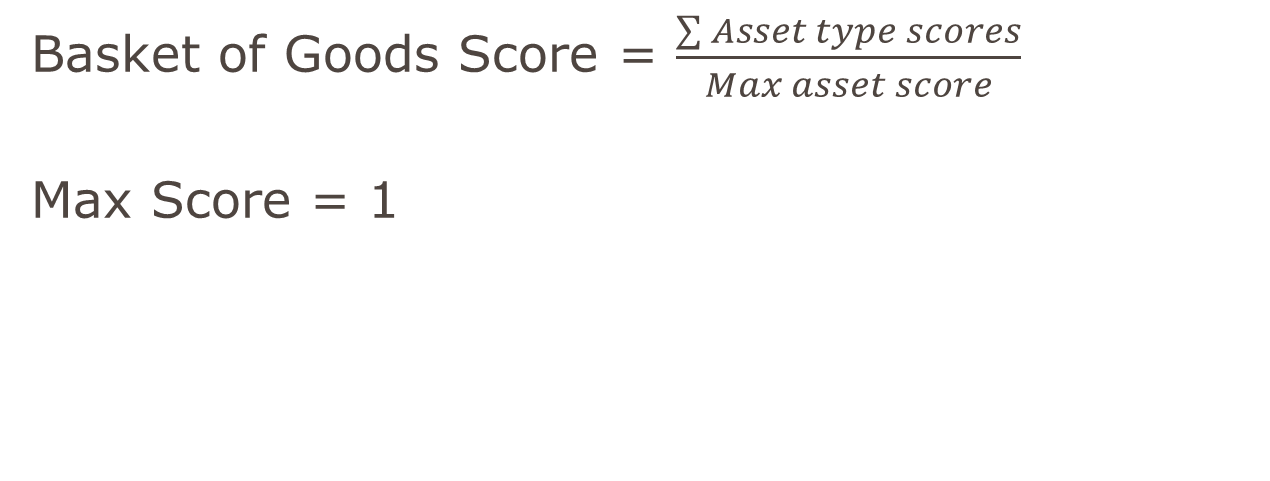 Basket of Goods Score = ∑ Asset type scores / Max asset score
Max Score = 1